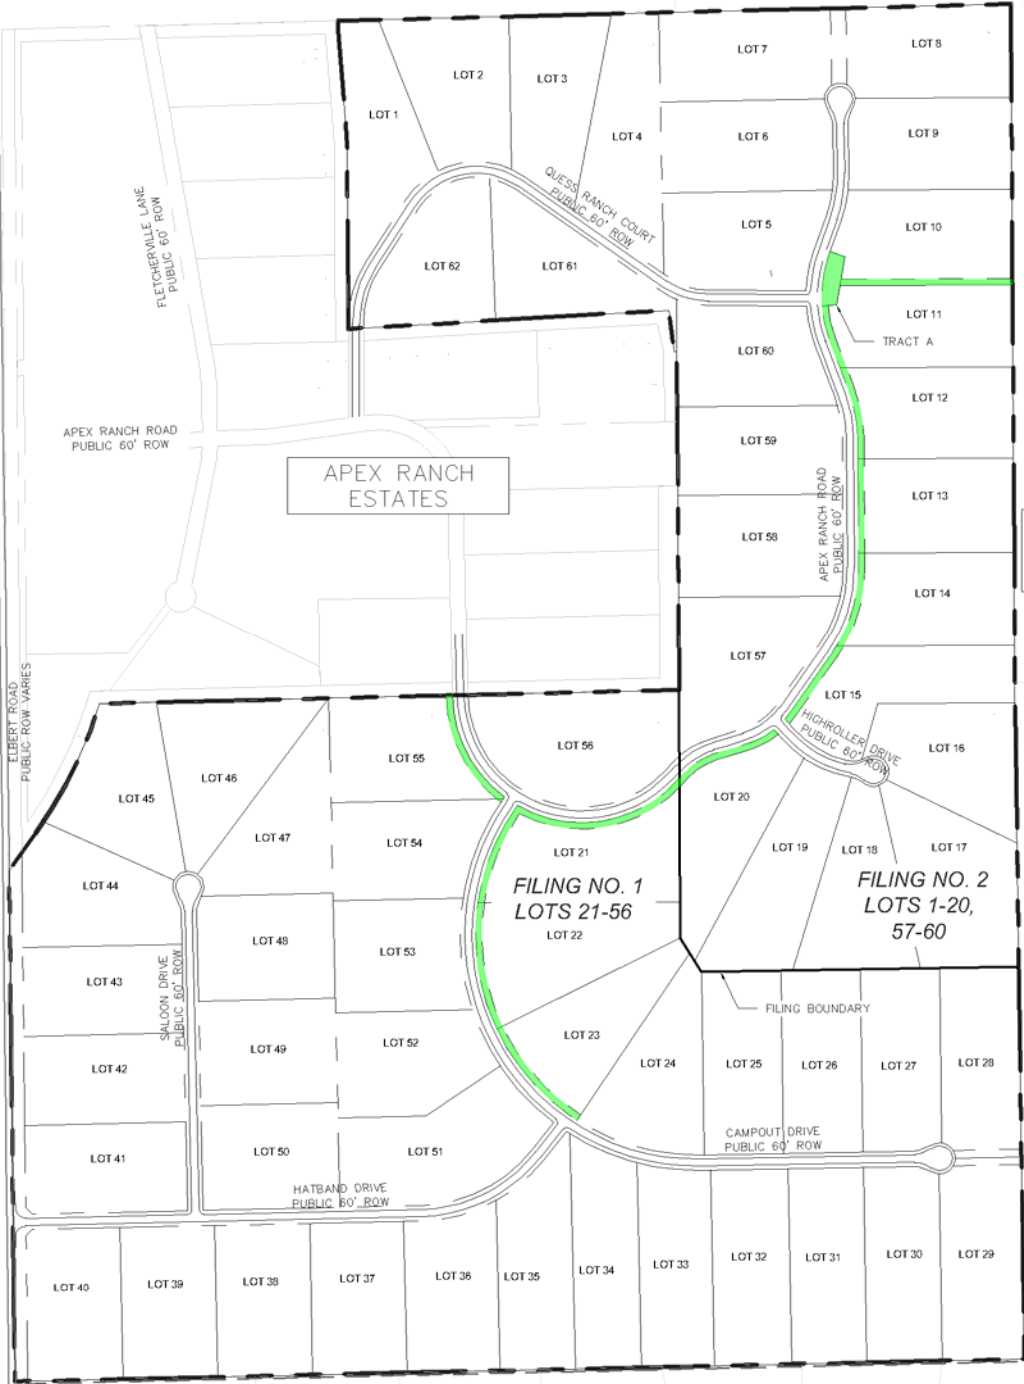 LOT 1
LOT 2
LOT 3
LOT 4
LOT 7
LOT 8
LOT 6
LOT 9
QUESS RANCH COURT
PUBLIC 60' ROW
LOT 5
LOT 10
FLETCHERVILLE LANE
PUBLIC 60' ROW
LOT 62
LOT 61
LOT 11
TRACT A
LOT 60
LOT 12
APEX RANCH ROAD
PUBLIC 60' ROW
LOT 59
APEX RANCH
ESTATES
LOT 13
APEX RANCH ROAD
PUBLIC 60' ROW
LOT 58
LOT 14
LOT 57
LOT 15
ELBERT ROAD
PUBLIC ROW VARIES
HIGHROLLER DRIVE
PUBLIC 60' ROW
LOT 16
LOT 56
LOT 55
LOT 46
LOT 45
LOT 20
LOT 47
LOT 54
LOT 21
LOT 19
LOT 18
LOT 17
LOT 44
FILING NO. 1
LOTS 21-56
FILING NO. 2
LOTS 1-20,
57-60
LOT 22
LOT 48
LOT 53
LOT 43
SALOON DRIVE
PUBLIC 60' ROW
FILING BOUNDARY
LOT 23
LOT 52
LOT 49
LOT 42
LOT 24
LOT 25
LOT 26
LOT 27
LOT 28
CAMPOUT DRIVE
PUBLIC 60' ROW
LOT 41
LOT 50
LOT 51
HATBAND DRIVE
PUBLIC 60' ROW
LOT 40
LOT 39
LOT 38
LOT 37
LOT 36
LOT 35
LOT 34
LOT 33
LOT 32
LOT 31
LOT 30
LOT 29